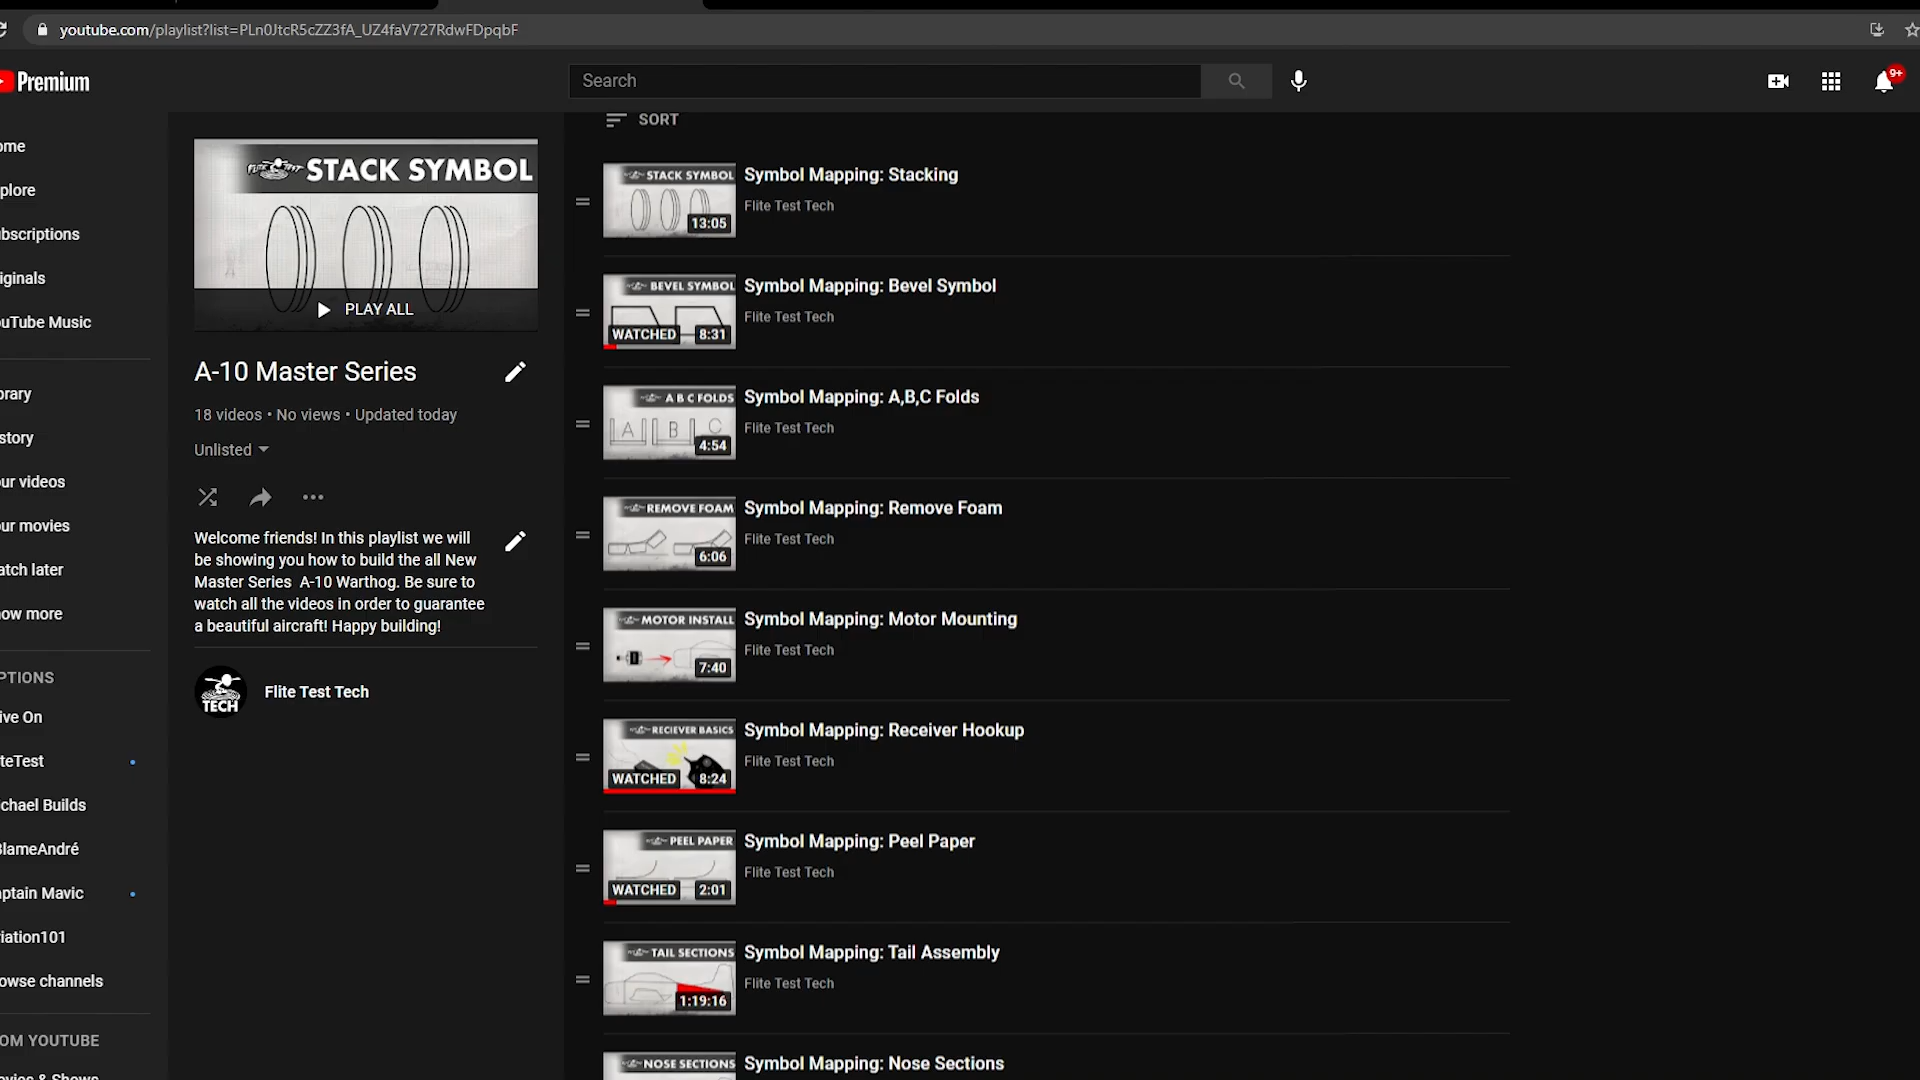 youtube.com/playlist?list=PLn0JtcR5cZZ3fA_UZ4faV727RdwFDpqbF
Premium
Search
9+
ome
plore
bscriptions
iginals
uTube Music
brary
story
ur videos
ur movies
atch later
ow more
PTIONS
ive On
teTest
chael Builds
BlameAndré
aptain Mavic
iation101
owse channels
OM YOUTUBE
ovies & Shows
FLITE TEST STACK SYMBOL
PLAY ALL
A-10 Master Series
18 videos • No views • Updated today
Unlisted
Welcome friends! In this playlist we will
be showing you how to build the all New
Master Series A-10 Warthog. Be sure to
watch all the videos in order to guarantee
a beautiful aircraft! Happy building!
TECH
Flite Test Tech
SORT
STACK SYMBOL
13:05
Symbol Mapping: Stacking
Flite Test Tech
BEVEL SYMBOL
WATCHED 8:31
Symbol Mapping: Bevel Symbol
Flite Test Tech
A B C FOLDS
A B C
4:54
Symbol Mapping: A,B,C Folds
Flite Test Tech
REMOVE FOAM
6:06
Symbol Mapping: Remove Foam
Flite Test Tech
MOTOR INSTALL
7:40
Symbol Mapping: Motor Mounting
Flite Test Tech
RECIEVER BASICS
WATCHED 8:24
Symbol Mapping: Receiver Hookup
Flite Test Tech
PEEL PAPER
WATCHED 2:01
Symbol Mapping: Peel Paper
Flite Test Tech
TAIL SECTIONS
1:19:16
Symbol Mapping: Tail Assembly
Flite Test Tech
NOSE SECTIONS
Symbol Mapping: Nose Sections